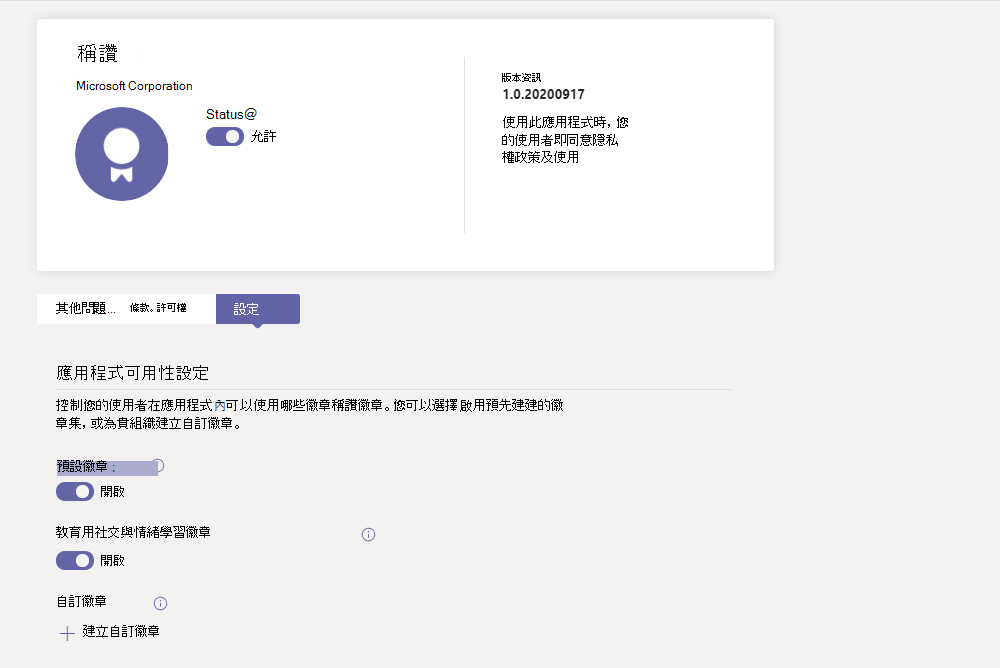 稱讚
Microsoft Corporation
Status@
允許
版本資訊
1.0.20200917
使用此應用程式時，您
的使用者即同意隱私
權政策及使用
其他問題... 條款。許可權 設定
應用程式可用性設定
控制您的使用者在應用程式內可以使用哪些徽章稱讚徽章。您可以選擇啟用預先建建的徽
章集，或為貴組織建立自訂徽章。
預設徽章：
開啟
教育用社交與情緒學習徽章
開啟
自訂徽章
建立自訂徽章